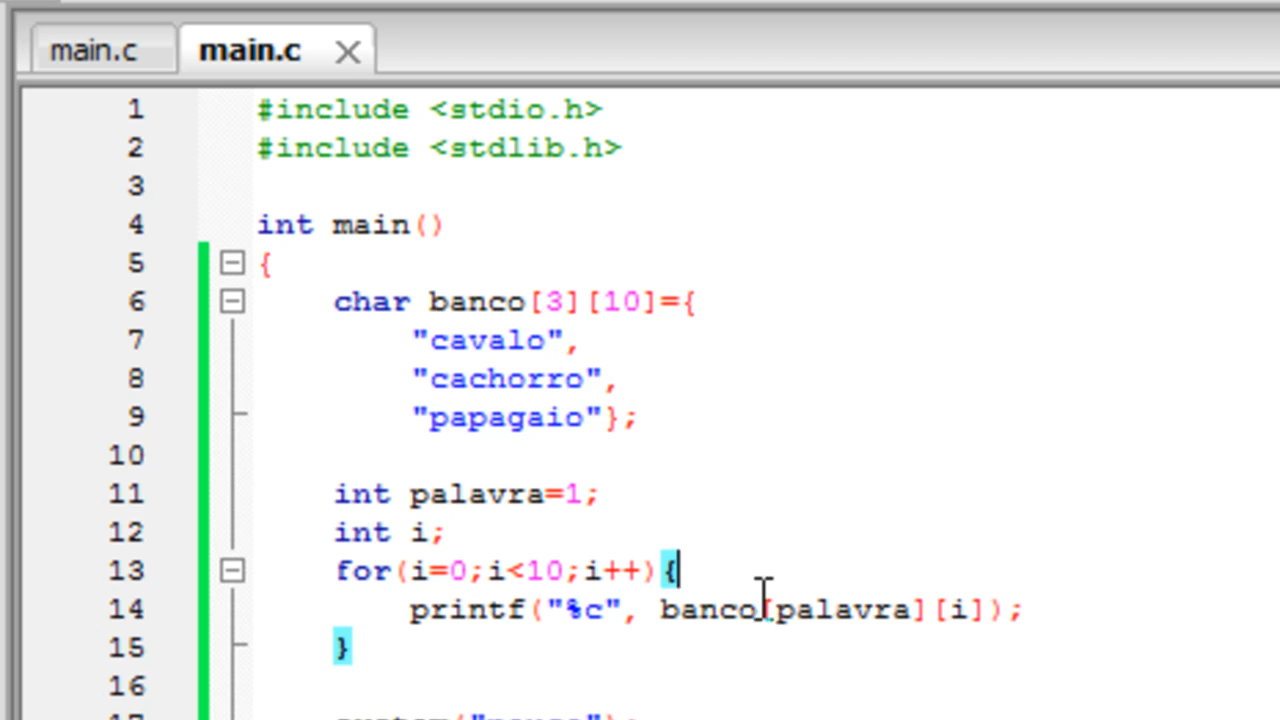 main.c
main.c
1 #include <stdio.h>
2 #include <stdlib.h>
3
4 int main()
5 {
6 char banco[3][10]={
7 "cavalo",
8 "cachorro",
9 "papagaio"};
10
11 int palavra=1;
12 int i;
13 for(i=0;i<10;i++){
14 printf("%c", banco[palavra][i]);
15 }
16